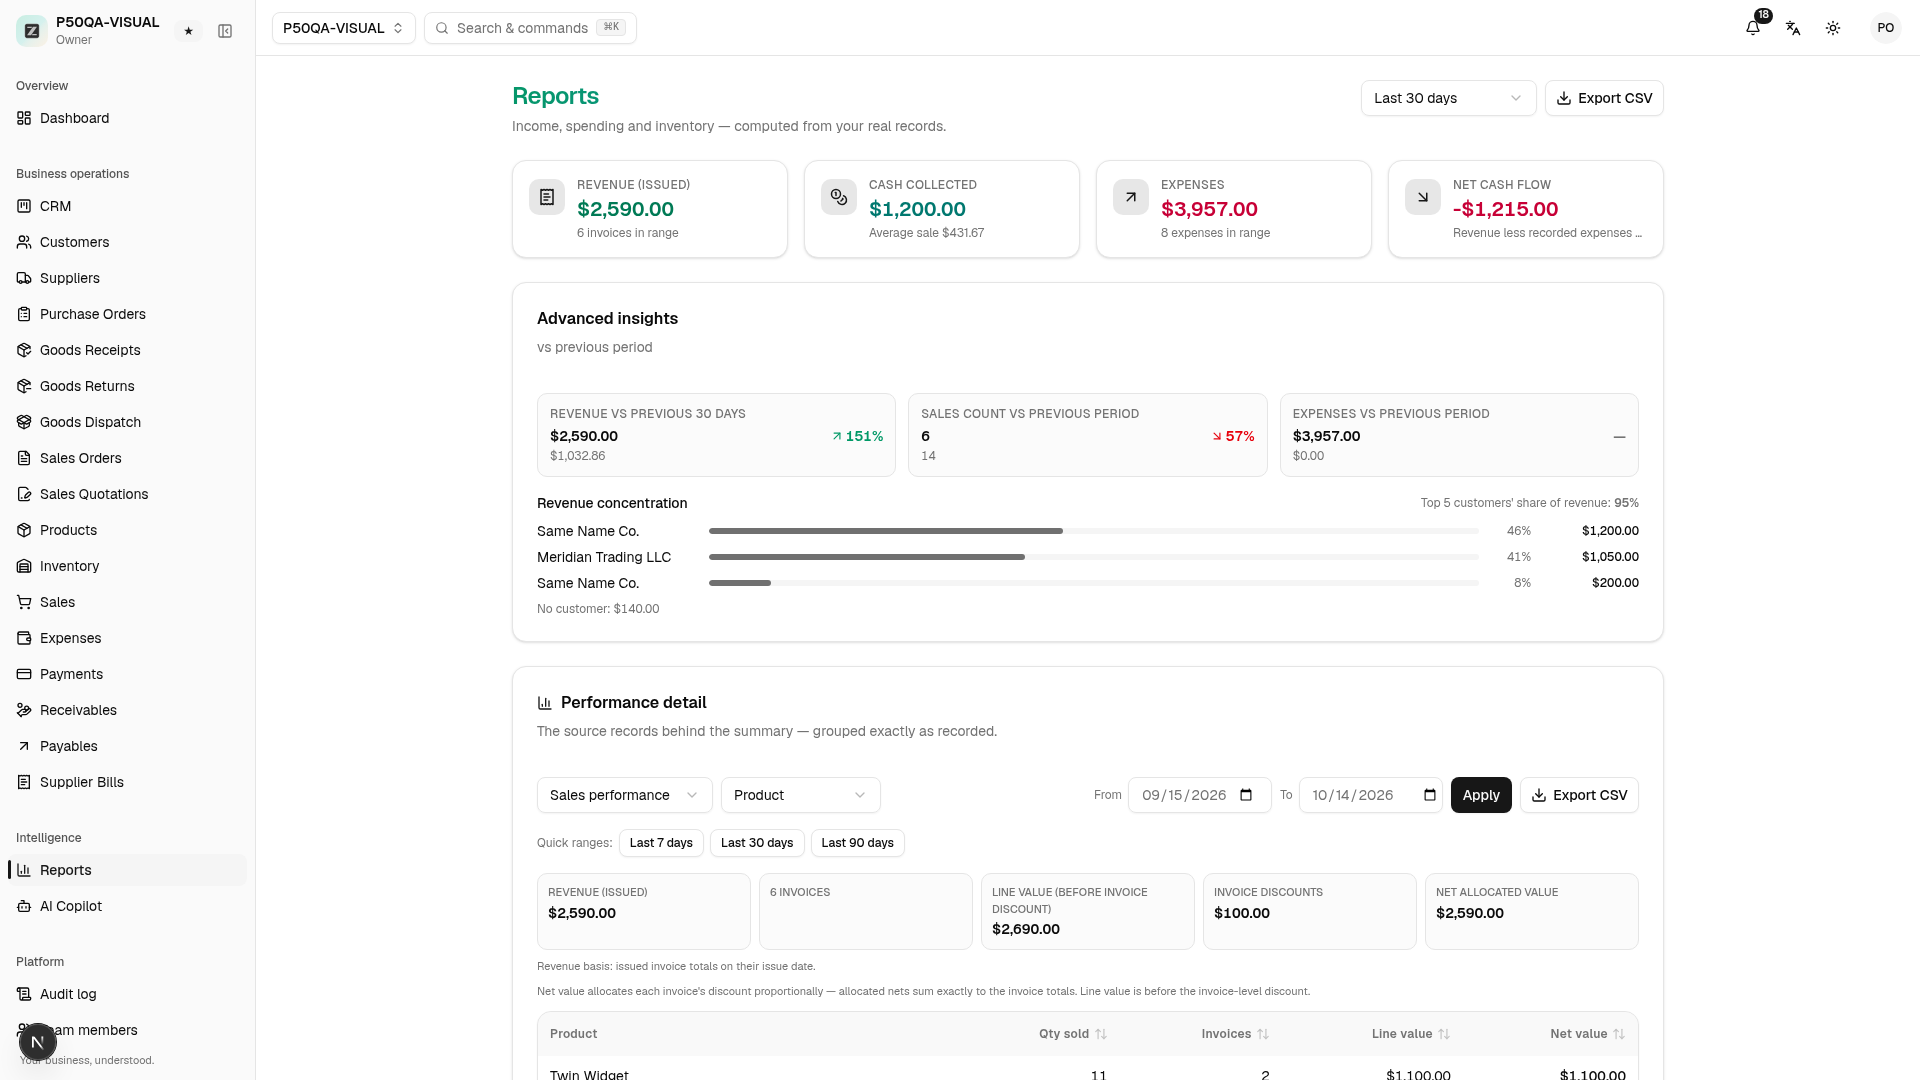 P50QA-VISUAL
Owner
★
P50QA-VISUAL
Search & commands
⌘K
18
PO
Overview
Dashboard
Business operations
CRM
Customers
Suppliers
Purchase Orders
Goods Receipts
Goods Returns
Goods Dispatch
Sales Orders
Sales Quotations
Products
Inventory
Sales
Expenses
Payments
Receivables
Payables
Supplier Bills
Intelligence
Reports
AI Copilot
Platform
Audit log
am members
N
business, understood.
Reports
Income, spending and inventory — computed from your real records.
Last 30 days
Export CSV
REVENUE (ISSUED)
$2,590.00
6 invoices in range
CASH COLLECTED
$1,200.00
Average sale $431.67
EXPENSES
$3,957.00
8 expenses in range
NET CASH FLOW
-$1,215.00
Revenue less recorded expenses ...
Advanced insights
vs previous period
REVENUE VS PREVIOUS 30 DAYS
$2,590.00 151%
$1,032.86
SALES COUNT VS PREVIOUS PERIOD
6 57%
14
EXPENSES VS PREVIOUS PERIOD
$3,957.00 —
$0.00
Revenue concentration Top 5 customers' share of revenue: 95%
Same Name Co. 46% $1,200.00
Meridian Trading LLC 41% $1,050.00
Same Name Co. 8% $200.00
No customer: $140.00
Performance detail
The source records behind the summary — grouped exactly as recorded.
Sales performance Product From 09/15/2026 To 10/14/2026 Apply Export CSV
Quick ranges: Last 7 days Last 30 days Last 90 days
REVENUE (ISSUED)
$2,590.00
6 INVOICES
LINE VALUE (BEFORE INVOICE
DISCOUNT)
$2,690.00
INVOICE DISCOUNTS
$100.00
NET ALLOCATED VALUE
$2,590.00
Revenue basis: issued invoice totals on their issue date.
Net value allocates each invoice's discount proportionally — allocated nets sum exactly to the invoice totals. Line value is before the invoice-level discount.
Product Qty sold Invoices Line value Net value
Twin Widget 11 2 $1,100.00 $1,100.00